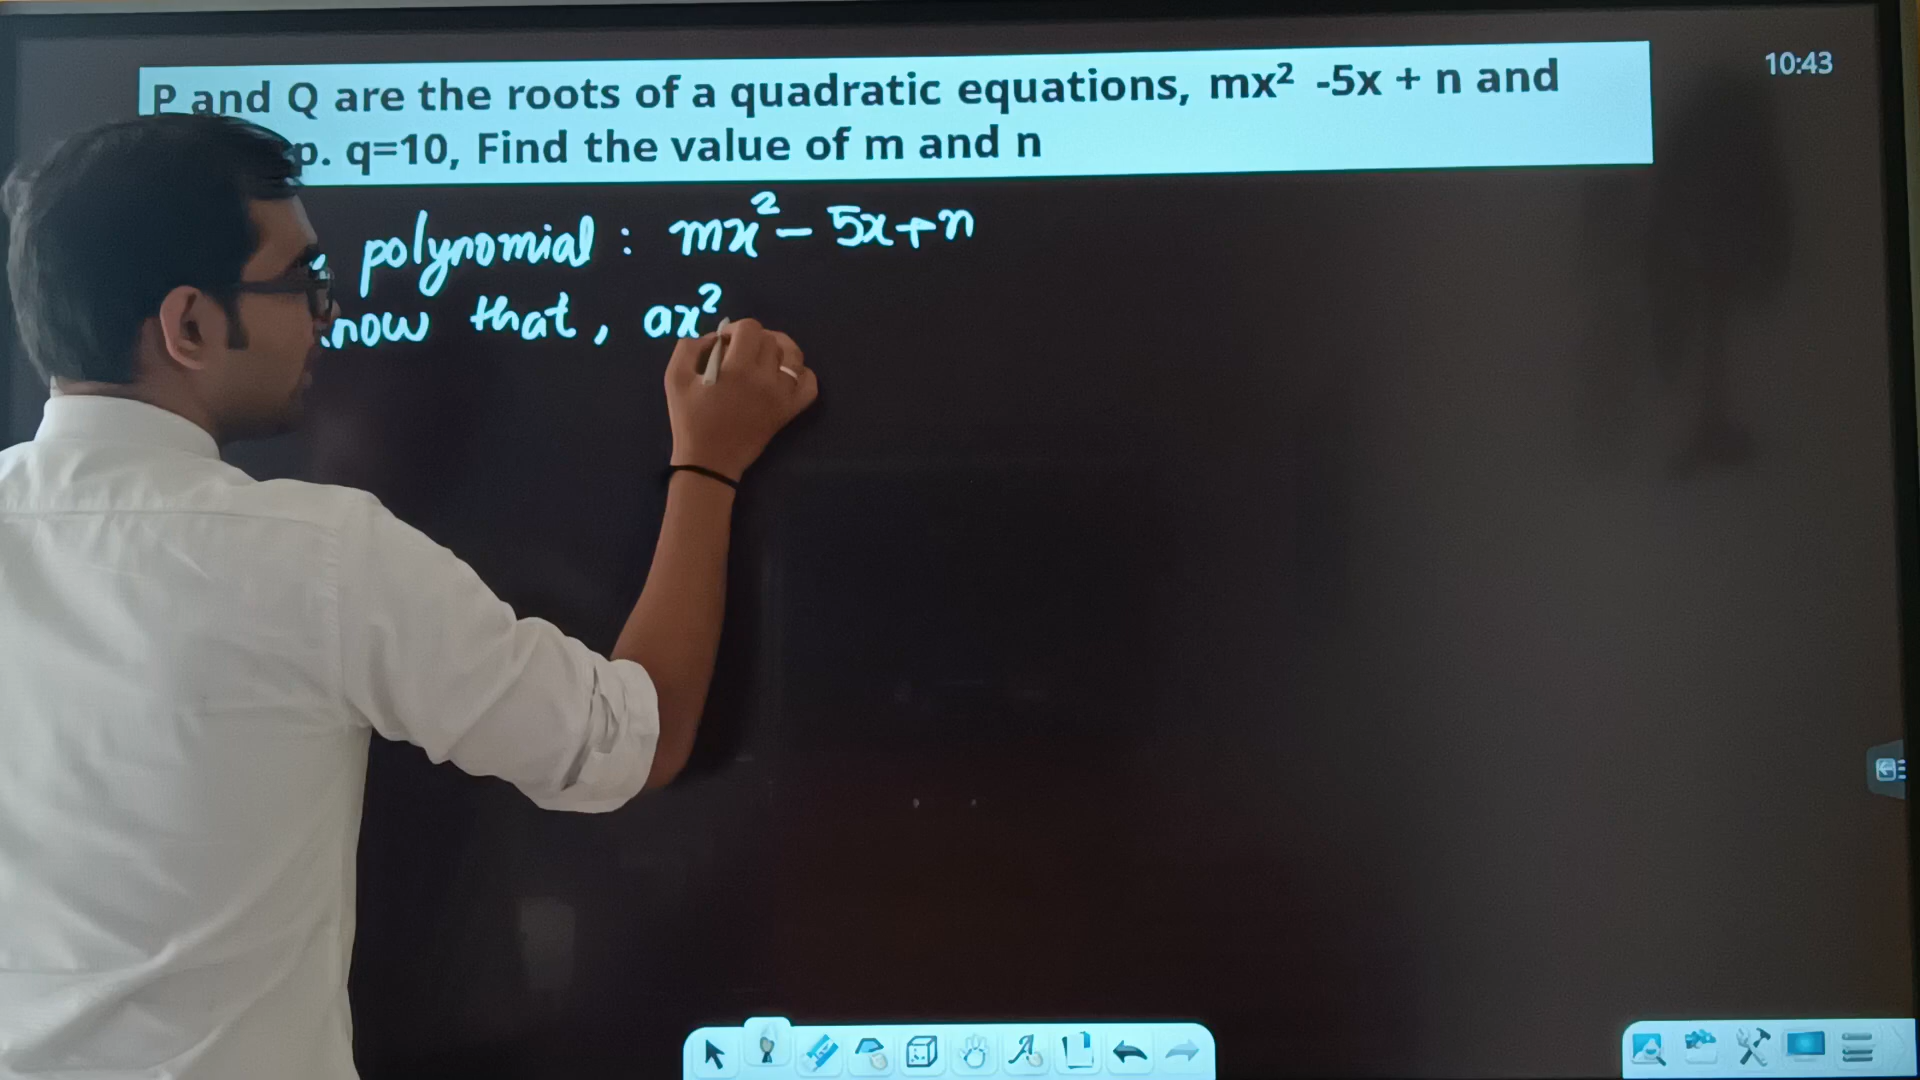 P and Q are the roots of a quadratic equations, mx² -5x + n and
p. q=10, Find the value of m and n
10:43
polynomial : mx² - 5x + n
that, ax²